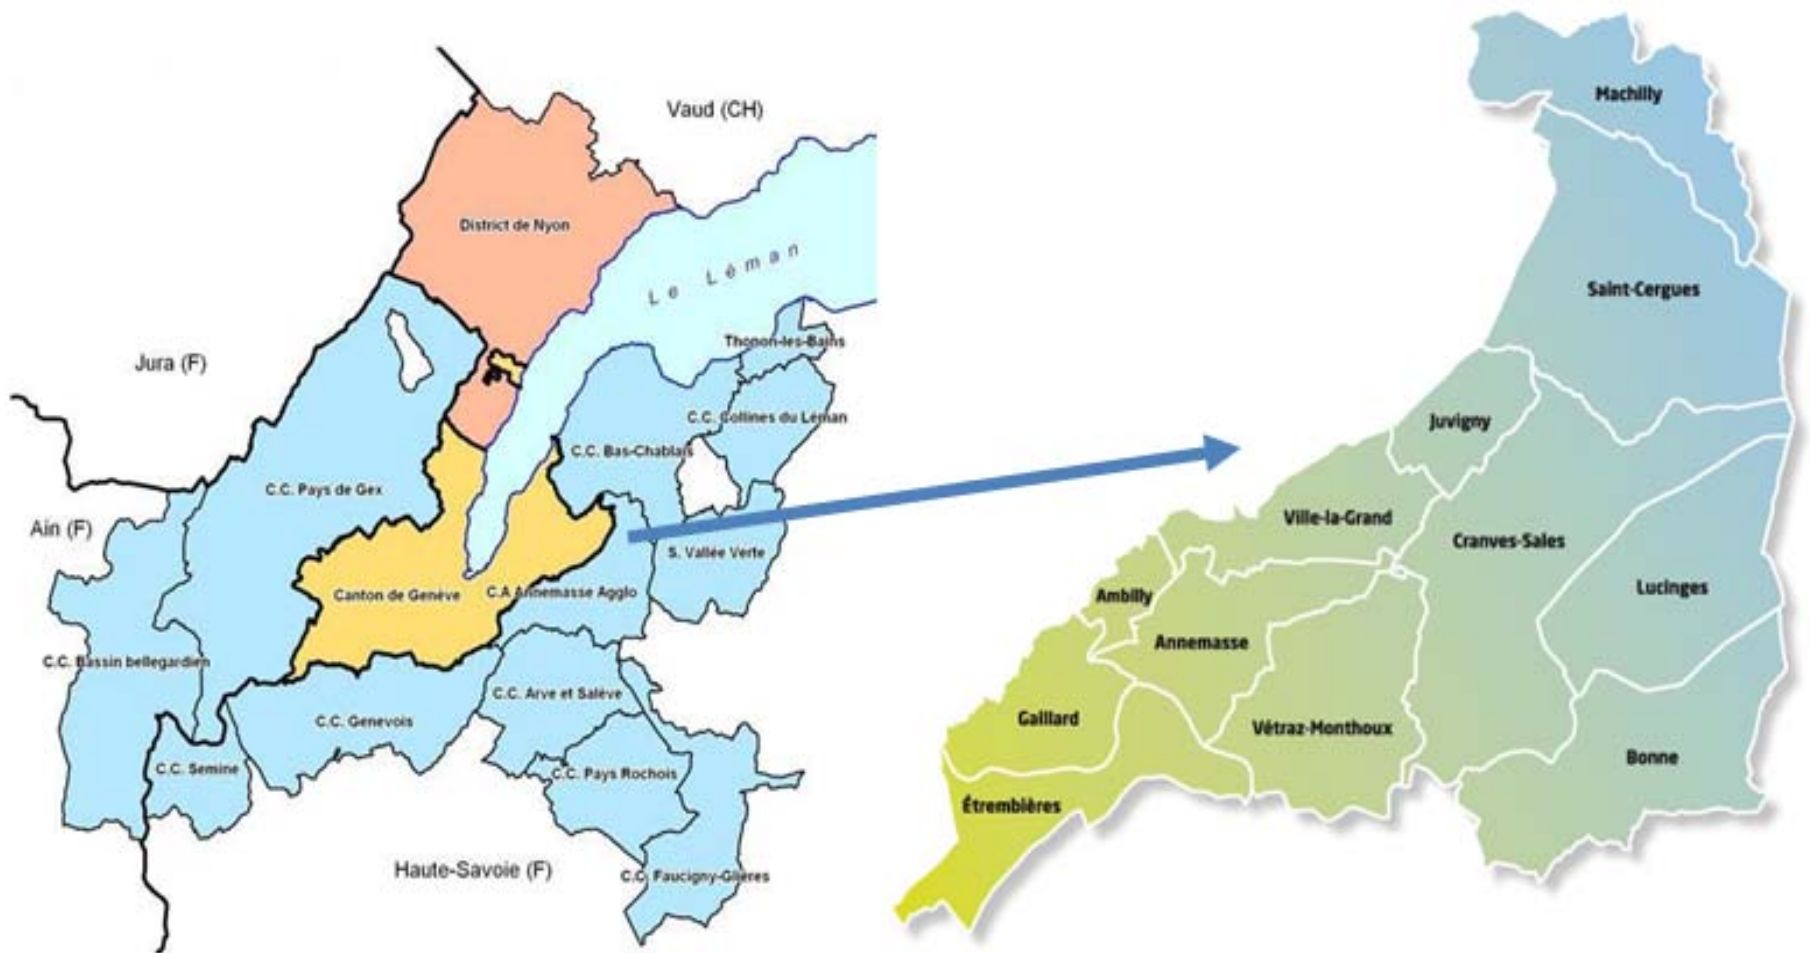 Vaud (CH)
District de Nyon
Le Léman
Thonon-les-Bains
Jura (F)
C.C. Collines du Léman
C.C. Bas-Chablais
C.C. Pays de Gex
Ain (F)
S. Vallée Verte
Canton de Genève
C.A Annemasse Agglo
C.C. Bassin bellegardien
C.C. Arve et Salève
C.C. Genevois
C.C. Semine
C.C. Pays Rochois
Haute-Savoie (F)
C.C. Faucigny-Glières
Machilly
Saint-Cergues
Juvigny
Ville-la-Grand
Cranves-Sales
Lucinges
Ambilly
Annemasse
Gaillard
Vétraz-Monthoux
Bonne
Étrembières